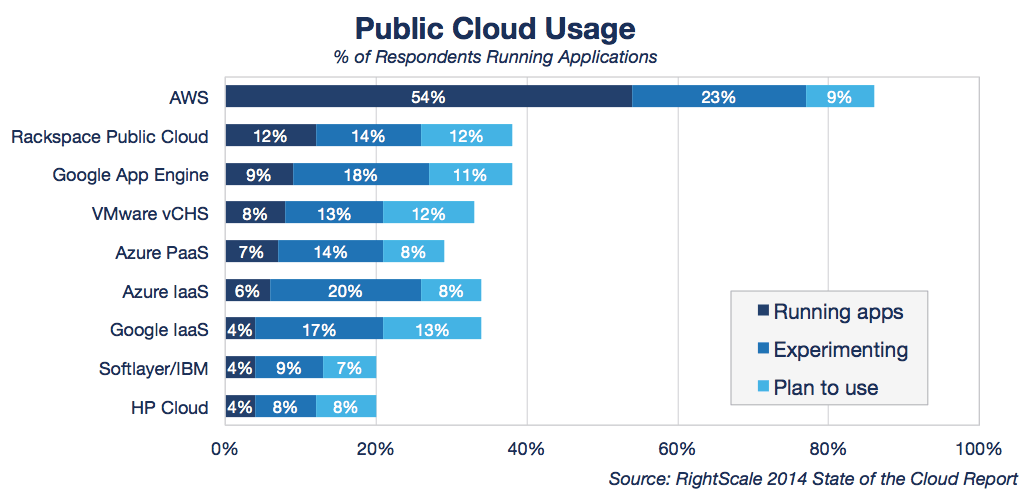 Public Cloud Usage
% of Respondents Running Applications
AWS 54% 23% 9%
Rackspace Public Cloud 12% 14% 12%
Google App Engine 9% 18% 11%
VMware vCHS 8% 13% 12%
Azure PaaS 7% 14% 8%
Azure IaaS 6% 20% 8%
Google IaaS 4% 17% 13%
Softlayer/IBM 4% 9% 7%
HP Cloud 4% 8% 8%
Running apps
Experimenting
Plan to use
0% 20% 40% 60% 80% 100%
Source: RightScale 2014 State of the Cloud Report